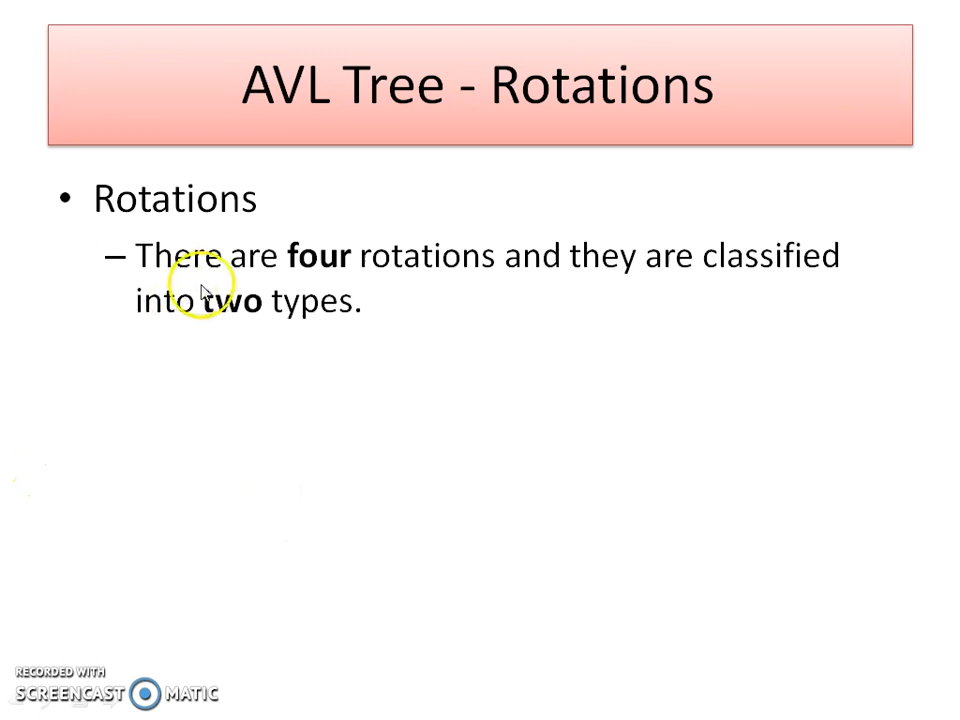 AVL Tree - Rotations
• Rotations
– There are four rotations and they are classified
into two types.
RECORDED WITH
SCREENCAST MATIC